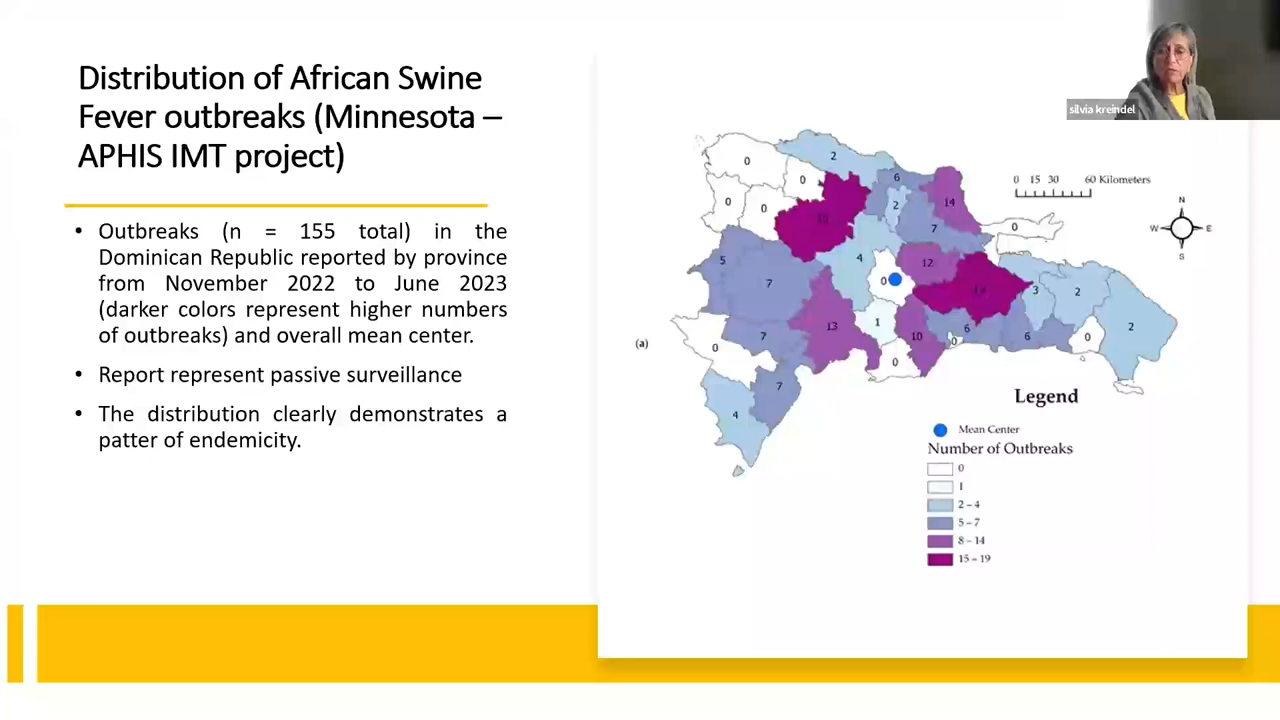 Distribution of African Swine
Fever outbreaks (Minnesota –
APHIS IMT project)
• Outbreaks (n = 155 total) in the
Dominican Republic reported by province
from November 2022 to June 2023
(darker colors represent higher numbers
of outbreaks) and overall mean center.
• Report represent passive surveillance
• The distribution clearly demonstrates a
patter of endemicity.
silvia kreindel
0 15 30 60 Kilometers
N
W E
S
2
0
0
6
14
0
0
2
7
0
5
4
12
7
0
3
2
13
1
10
6
6
0
0
2
7
0
0
7
4
(a)
Legend
Mean Center
Number of Outbreaks
0
1
2 – 4
5 – 7
8 – 14
15 – 19